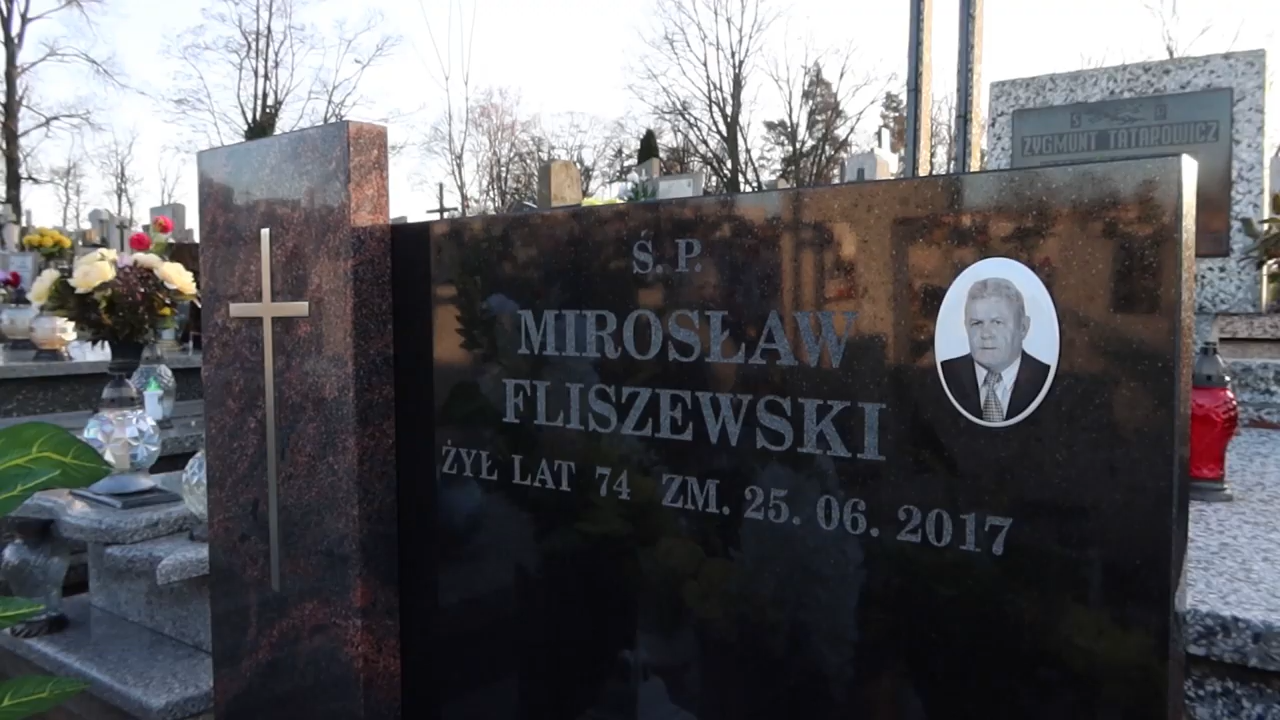 Ś. P.
MIROSŁAW
FLISZEWSKI
ŻYŁ LAT 74 ZM. 25. 06. 2017
Ś P
ZYGMUNT TATAROWICZ